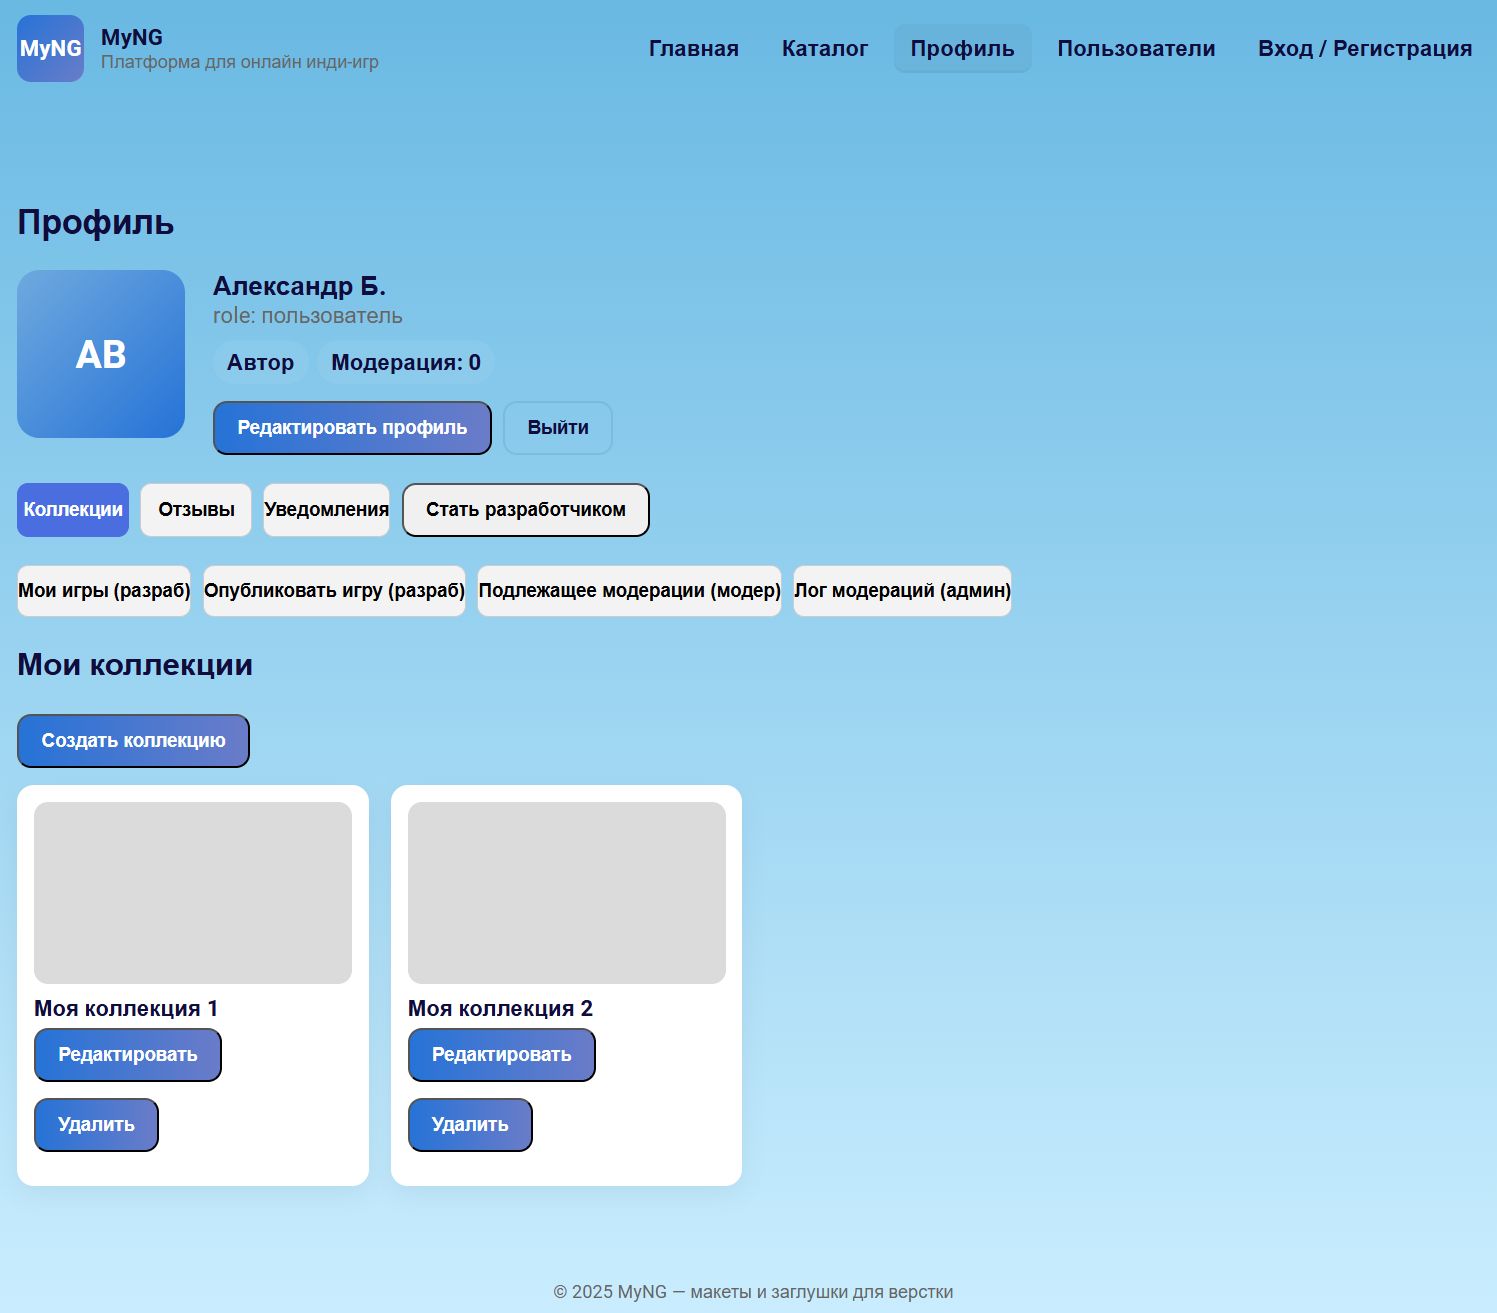 MyNG
MyNG
Платформа для онлайн инди-игр
Главная
Каталог
Профиль
Пользователи
Вход / Регистрация
Профиль
AB
Александр Б.
role: пользователь
Автор
Модерация: 0
Редактировать профиль
Выйти
Коллекции
Отзывы
Уведомления
Стать разработчиком
Мои игры (разраб)
Опубликовать игру (разраб)
Подлежащее модерации (модер)
Лог модераций (админ)
Мои коллекции
Создать коллекцию
Моя коллекция 1
Редактировать
Удалить
Моя коллекция 2
Редактировать
Удалить
© 2025 MyNG — макеты и заглушки для верстки